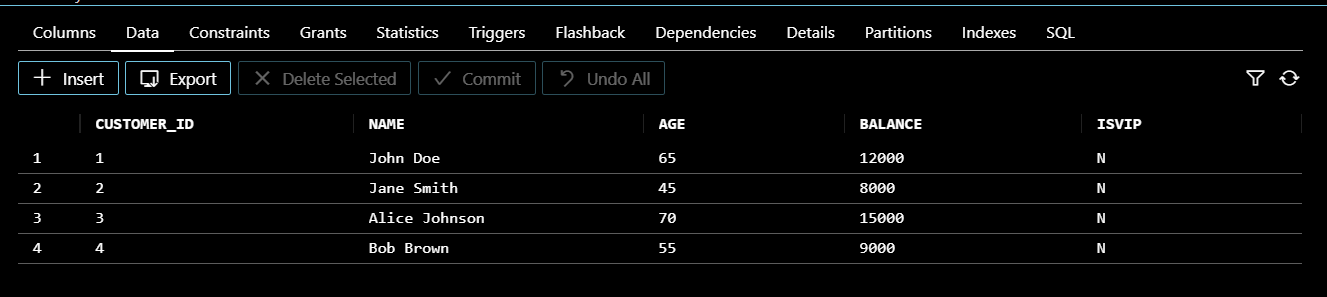 Columns Data Constraints Grants Statistics Triggers Flashback Dependencies Details Partitions Indexes SQL
Insert Export Delete Selected Commit Undo All
CUSTOMER_ID NAME AGE BALANCE ISVIP
1 1 John Doe 65 12000 N
2 2 Jane Smith 45 8000 N
3 3 Alice Johnson 70 15000 N
4 4 Bob Brown 55 9000 N